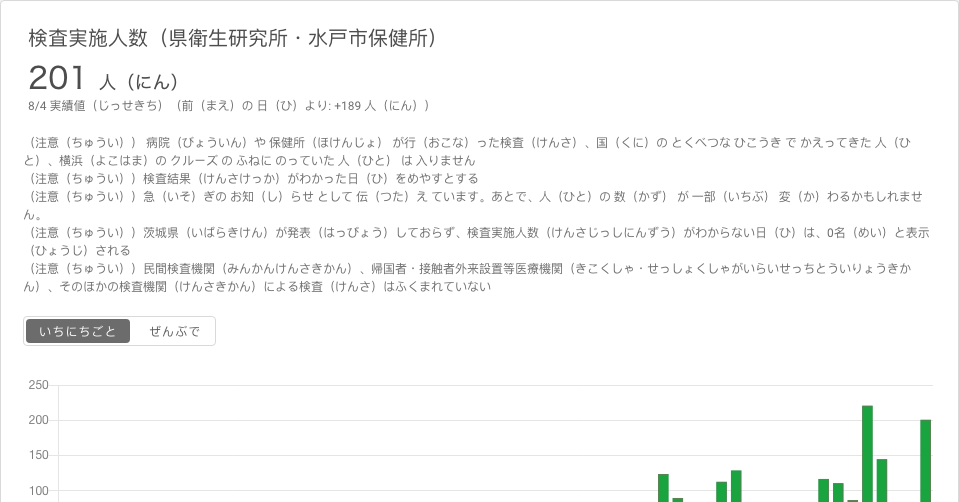 検査実施人数（県衛生研究所・水戸市保健所）
201 人（にん）
8/4 実績値（じっせきち）（前（まえ）の 日（ひ）より: +189 人（にん））
（注意（ちゅうい）） 病院（びょういん）や 保健所（ほけんじょ） が行（おこな）った検査（けんさ）、国（くに）の とくべつな ひこうき で かえってきた 人（ひ
と）、横浜（よこはま）の クルーズ の ふねに のっていた 人（ひと） は 入りません
（注意（ちゅうい））検査結果（けんさけっか）がわかった日（ひ）をめやすとする
（注意（ちゅうい））急（いそ）ぎの お知（し）らせ として 伝（つた）え ています。あとで、人（ひと）の 数（かず） が 一部（いちぶ） 変（か）わるかもしれませ
ん。
（注意（ちゅうい））茨城県（いばらきけん）が発表（はっぴょう）しておらず、検査実施人数（けんさじっしにんずう）がわからない日（ひ）は、0名（めい）と表示
（ひょうじ）される
（注意（ちゅうい））民間検査機関（みんかんけんさきかん）、帰国者・接触者外来設置等医療機関（きこくしゃ・せっしょくしゃがいらいせっちとういりょうきか
ん）、そのほかの検査機関（けんさきかん）による検査（けんさ）はふくまれていない
いちにちごと ぜんぶで
250
200
150
100